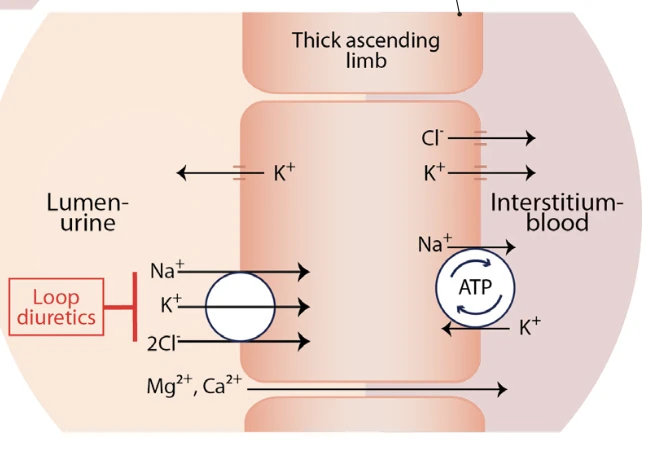 Thick ascending
limb
Cl⁻
K⁺
K⁺
Lumen-
urine
Interstitium-
blood
Na⁺
Na⁺
Loop
diuretics
K⁺
ATP
K⁺
2Cl⁻
Mg²⁺, Ca²⁺